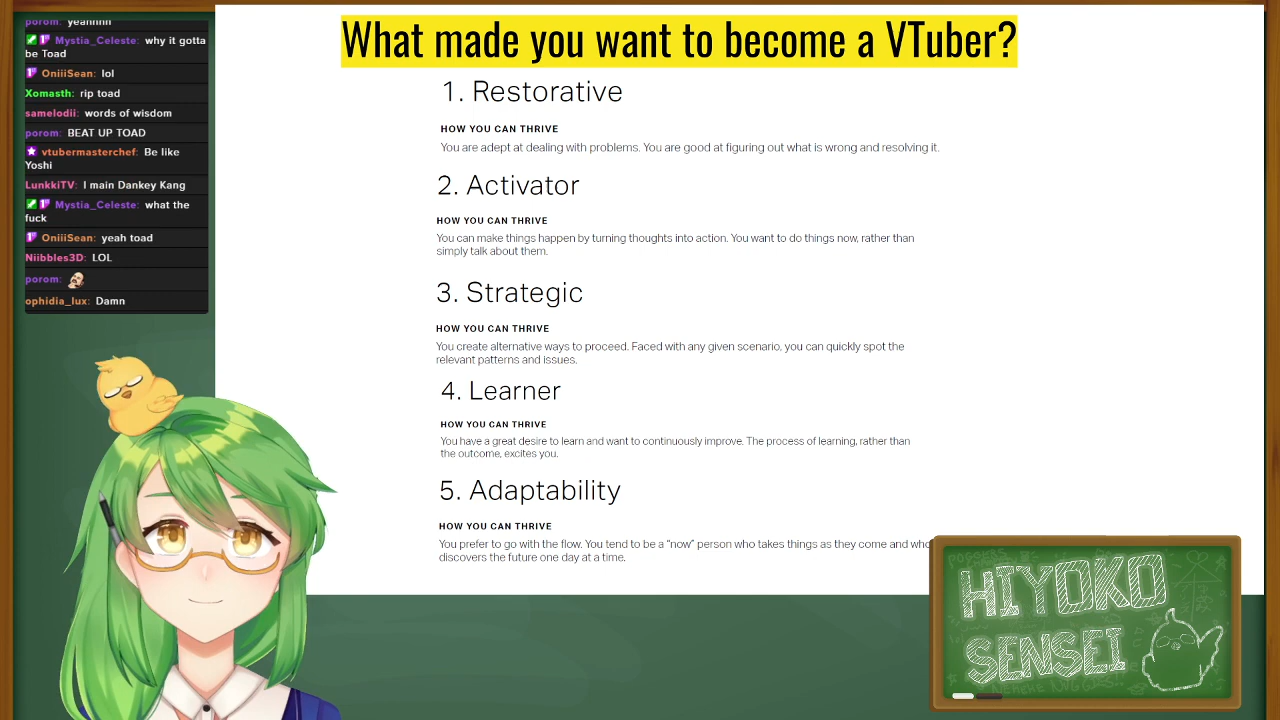 porom: yeahhhh
Mystia_Celeste: why it gotta
be Toad
OniiiSean: lol
Xomasth: rip toad
samelodii: words of wisdom
porom: BEAT UP TOAD
vtubermasterchef: Be like
Yoshi
LunkkiTV: I main Dankey Kang
Mystia_Celeste: what the
fuck
OniiiSean: yeah toad
Niibbles3D: LOL
porom:
ophidia_lux: Damn
What made you want to become a VTuber?
1. Restorative
HOW YOU CAN THRIVE
You are adept at dealing with problems. You are good at figuring out what is wrong and resolving it.
2. Activator
HOW YOU CAN THRIVE
You can make things happen by turning thoughts into action. You want to do things now, rather than
simply talk about them.
3. Strategic
HOW YOU CAN THRIVE
You create alternative ways to proceed. Faced with any given scenario, you can quickly spot the
relevant patterns and issues.
4. Learner
HOW YOU CAN THRIVE
You have a great desire to learn and want to continuously improve. The process of learning, rather than
the outcome, excites you.
5. Adaptability
HOW YOU CAN THRIVE
You prefer to go with the flow. You tend to be a “now” person who takes things as they come and who
discovers the future one day at a time.
HIYOKO
SENSEI